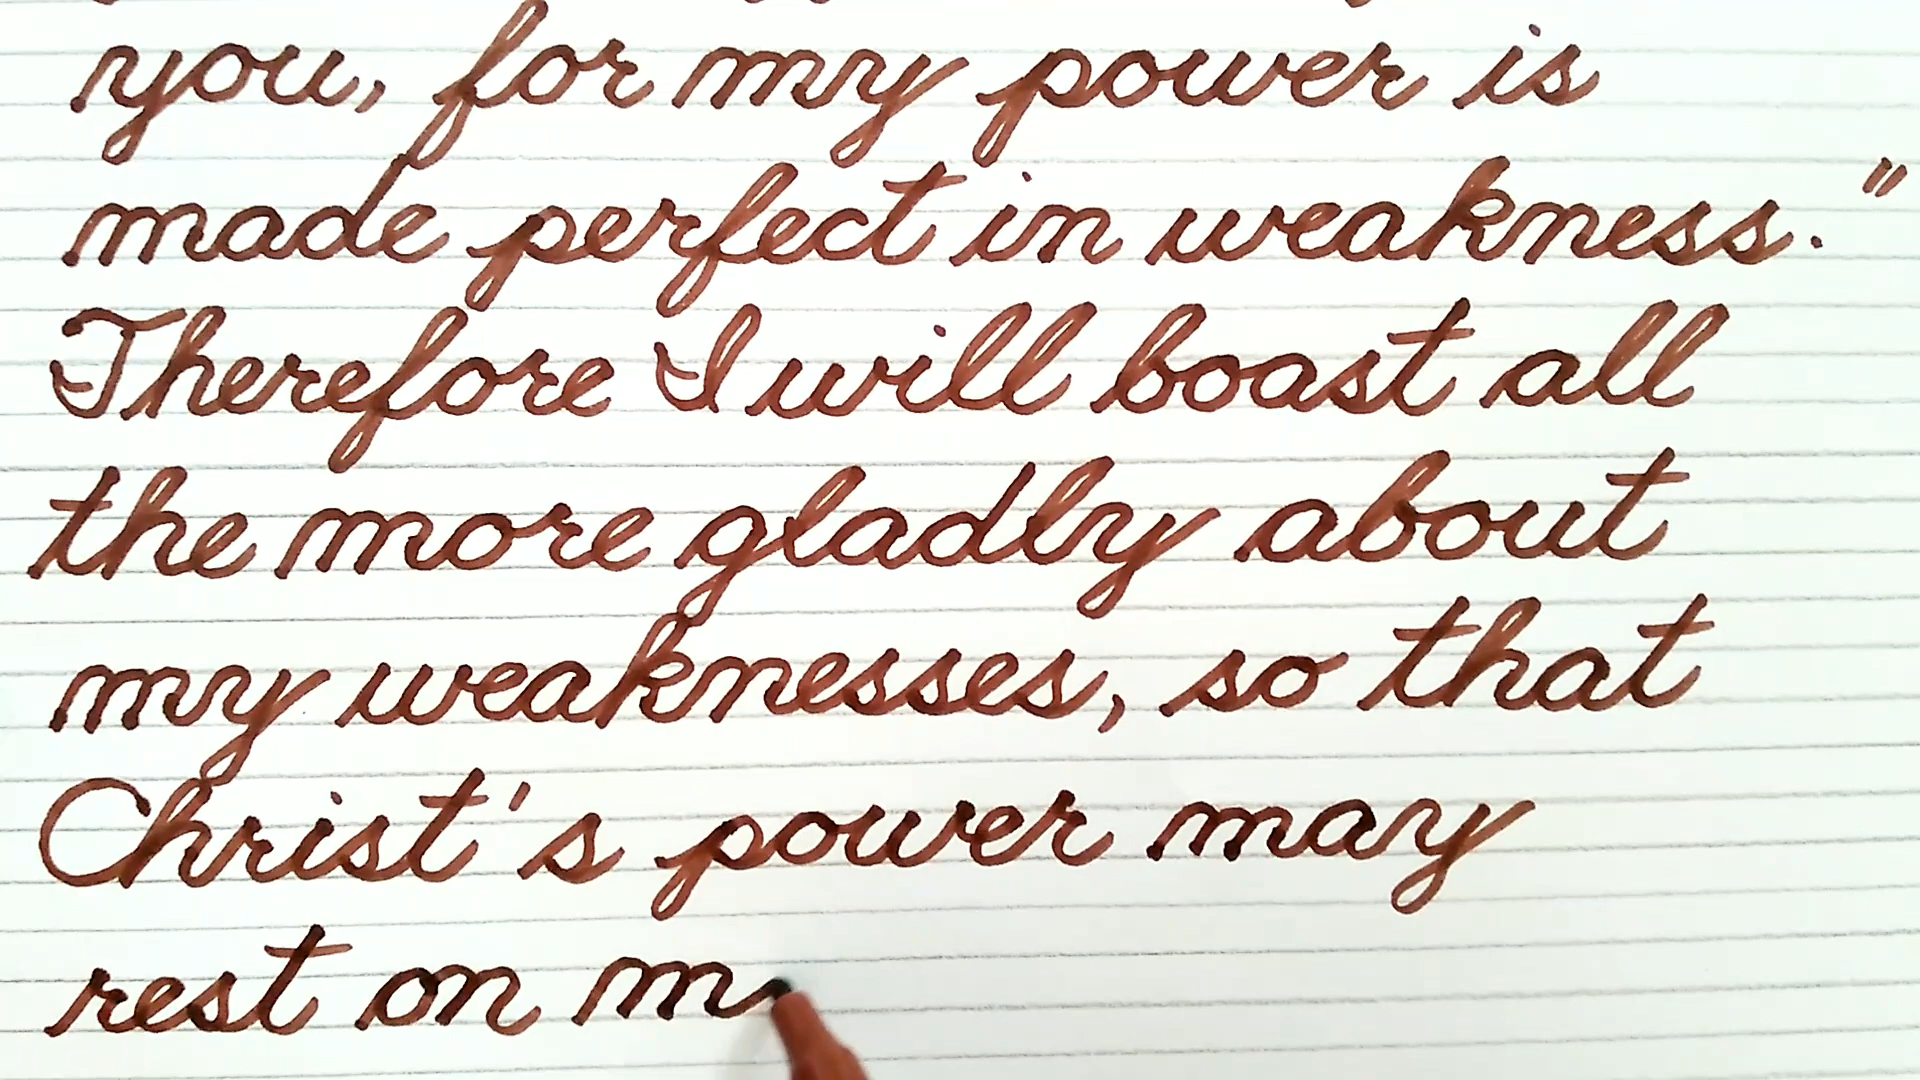 you, for my power is
made perfect in weakness."
Therefore I will boast all
the more gladly about
my weaknesses, so that
Christ's power may
rest on m